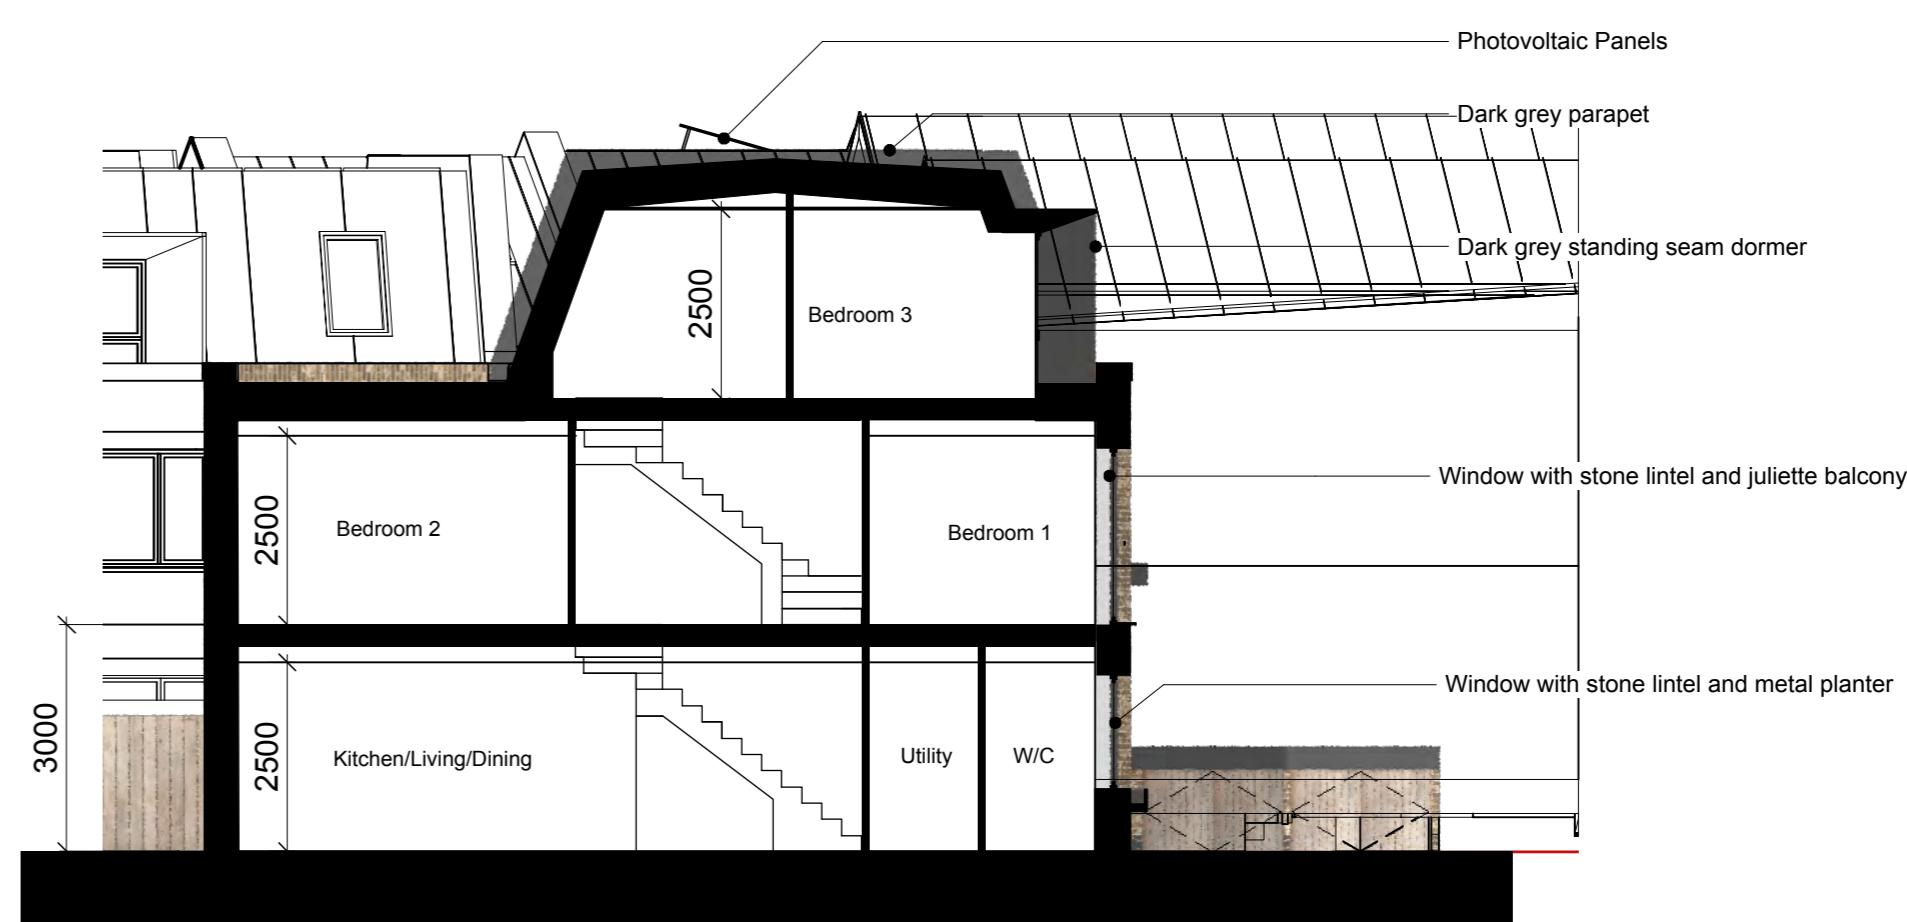 Photovoltaic Panels
Dark grey parapet
Dark grey standing seam dormer
2500
Bedroom 3
Window with stone lintel and juliette balcony
2500
Bedroom 2
Bedroom 1
Window with stone lintel and metal planter
3000
2500
Kitchen/Living/Dining
Utility
W/C